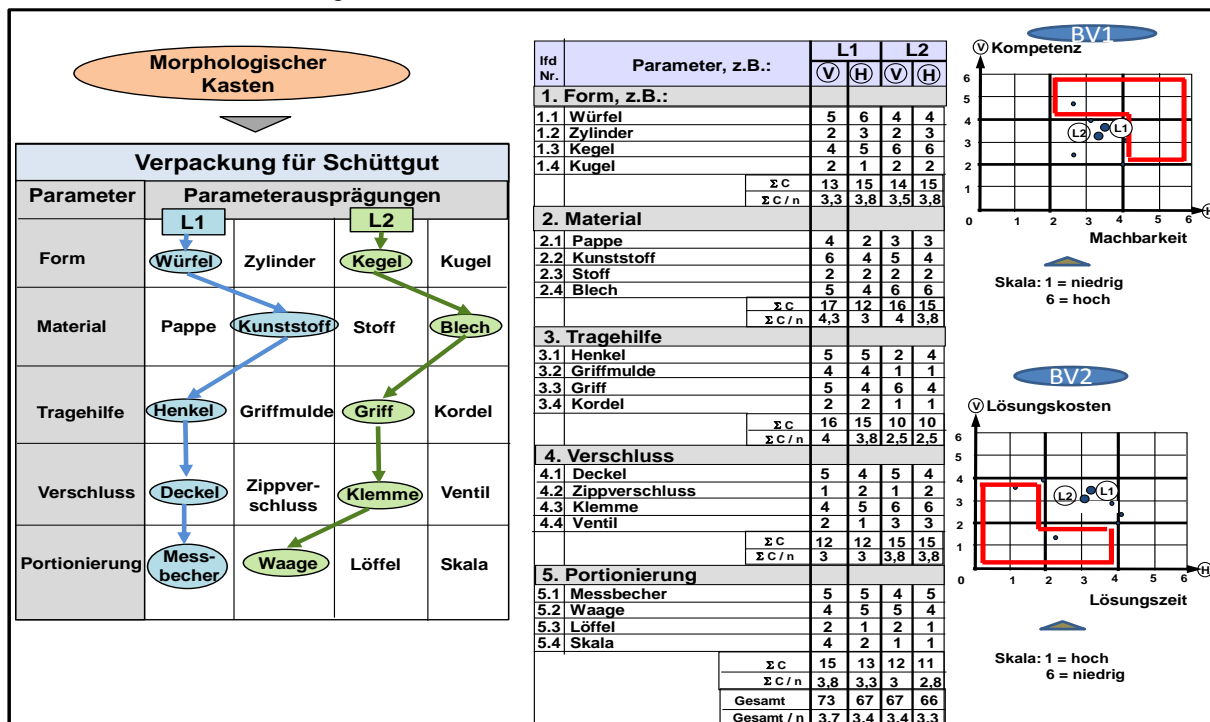 Morphologischer
Kasten
Verpackung für Schüttgut
Parameter Parameterausprägungen
L1 L2
Form Würfel Zylinder Kegel Kugel
Material Pappe Kunststoff Stoff Blech
Tragehilfe Henkel Griffmulde Griff Kordel
Verschluss Deckel Zippver-
schluss Klemme Ventil
Portionierung Mess-
becher Waage Löffel Skala
lfd
Nr. Parameter, z.B.: L1 L2
V H V H
1. Form, z.B.:
1.1 Würfel 5 6 4 4
1.2 Zylinder 2 3 2 3
1.3 Kegel 4 5 6 6
1.4 Kugel 2 1 2 2
Σ C 13 15 14 15
Σ C / n 3,3 3,8 3,5 3,8
2. Material
2.1 Pappe 4 2 3 3
2.2 Kunststoff 6 4 5 4
2.3 Stoff 2 2 2 2
2.4 Blech 5 4 6 6
Σ C 17 12 16 15
Σ C / n 4,3 3 4 3,8
3. Tragehilfe
3.1 Henkel 5 5 2 4
3.2 Griffmulde 4 4 1 1
3.3 Griff 5 4 6 4
3.4 Kordel 2 2 1 1
Σ C 16 15 10 10
Σ C / n 4 3,8 2,5 2,5
4. Verschluss
4.1 Deckel 5 4 5 4
4.2 Zippverschluss 1 2 1 2
4.3 Klemme 4 5 6 6
4.4 Ventil 2 1 3 3
Σ C 12 12 15 15
Σ C / n 3 3 3,8 3,8
5. Portionierung
5.1 Messbecher 5 5 4 5
5.2 Waage 4 5 5 4
5.3 Löffel 2 1 2 1
5.4 Skala 4 2 1 1
Σ C 15 13 12 11
Σ C / n 3,8 3,3 3 2,8
Gesamt 73 67 67 66
Gesamt / n 3,7 3,4 3,4 3,3
BV1
V Kompetenz
6
5
4
3
2
1
L2 L1
0 1 2 3 4 5 6 H
Machbarkeit
Skala: 1 = niedrig
6 = hoch
BV2
V Lösungskosten
6
5
4
3
2
1
L2 L1
0 1 2 3 4 5 6 H
Lösungszeit
Skala: 1 = hoch
6 = niedrig